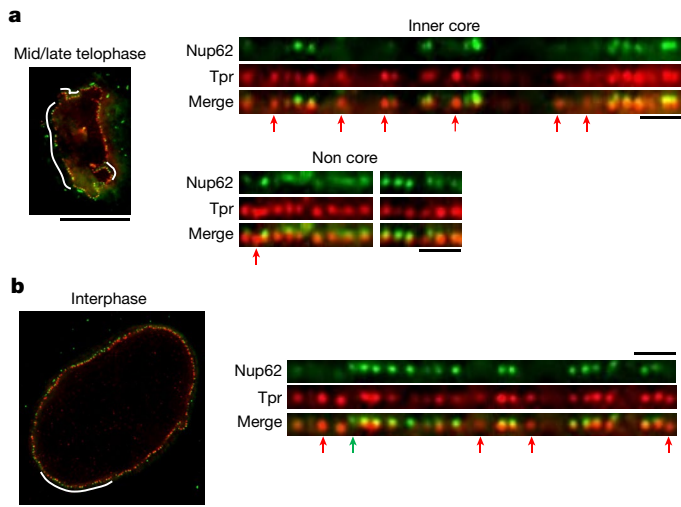 a
Mid/late telophase
Inner core
Nup62
Tpr
Merge
Non core
Nup62
Tpr
Merge
b
Interphase
Nup62
Tpr
Merge